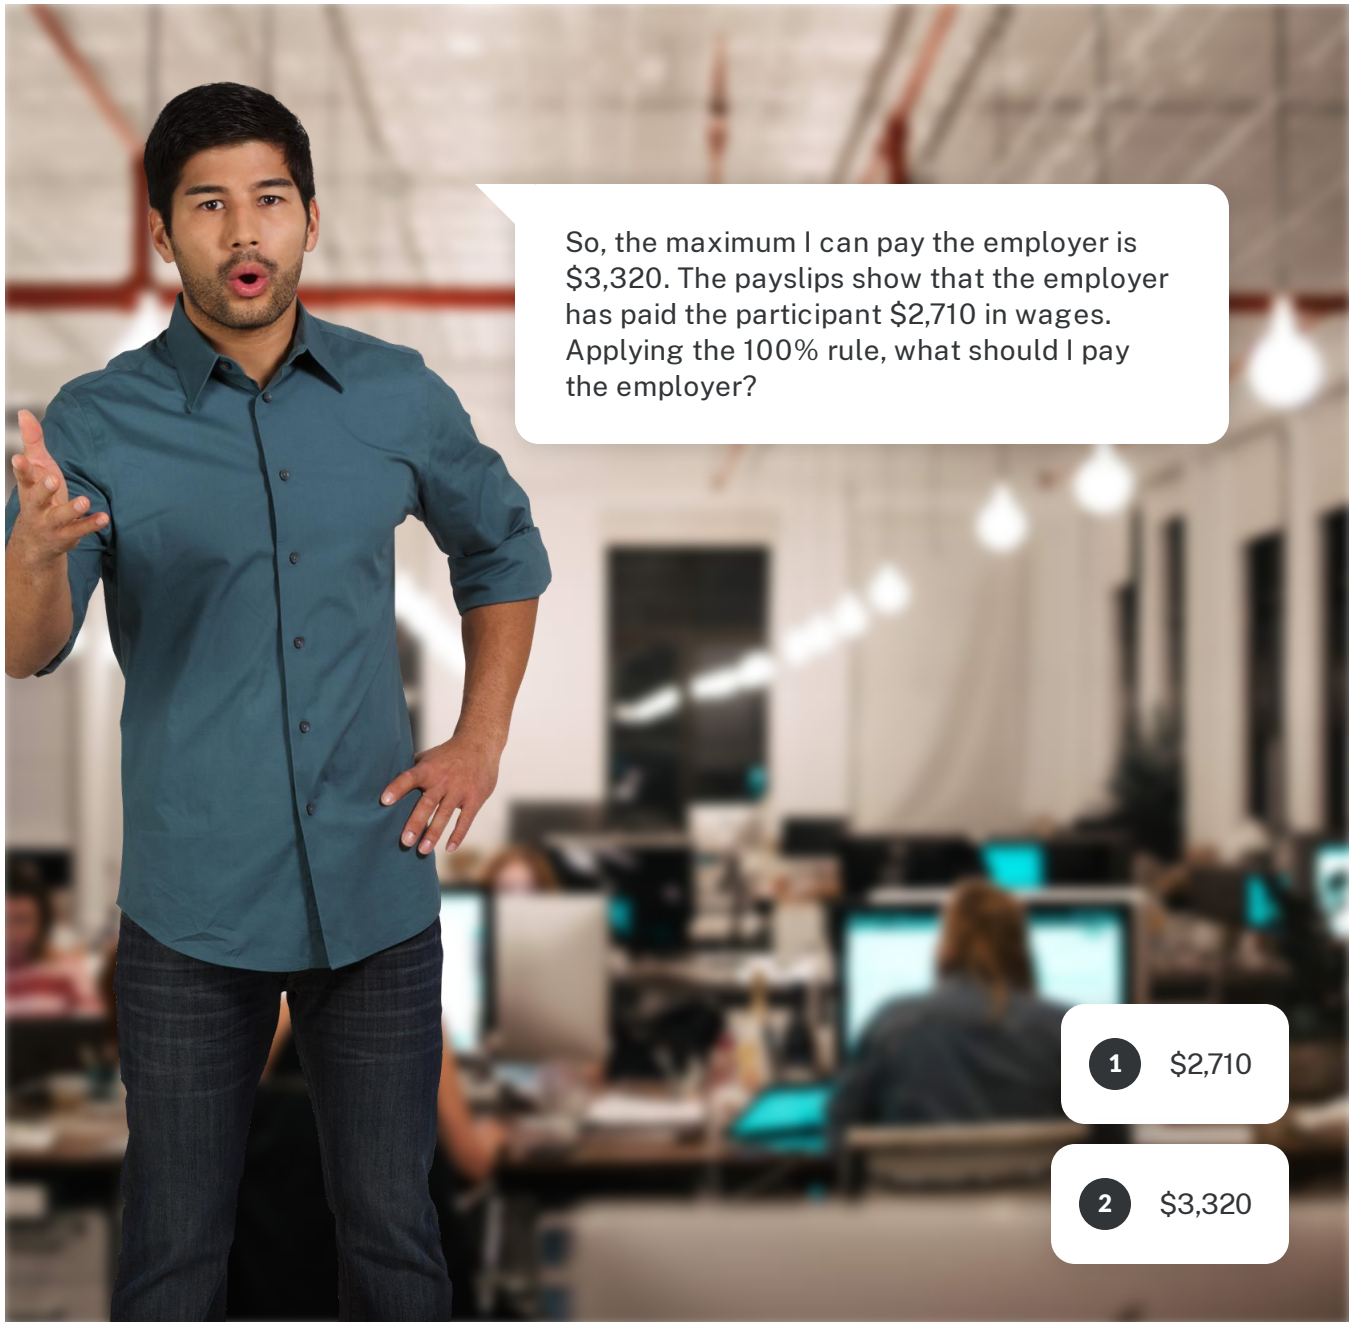 So, the maximum I can pay the employer is
$3,320. The payslips show that the employer
has paid the participant $2,710 in wages.
Applying the 100% rule, what should I pay
the employer?
1 $2,710
2 $3,320